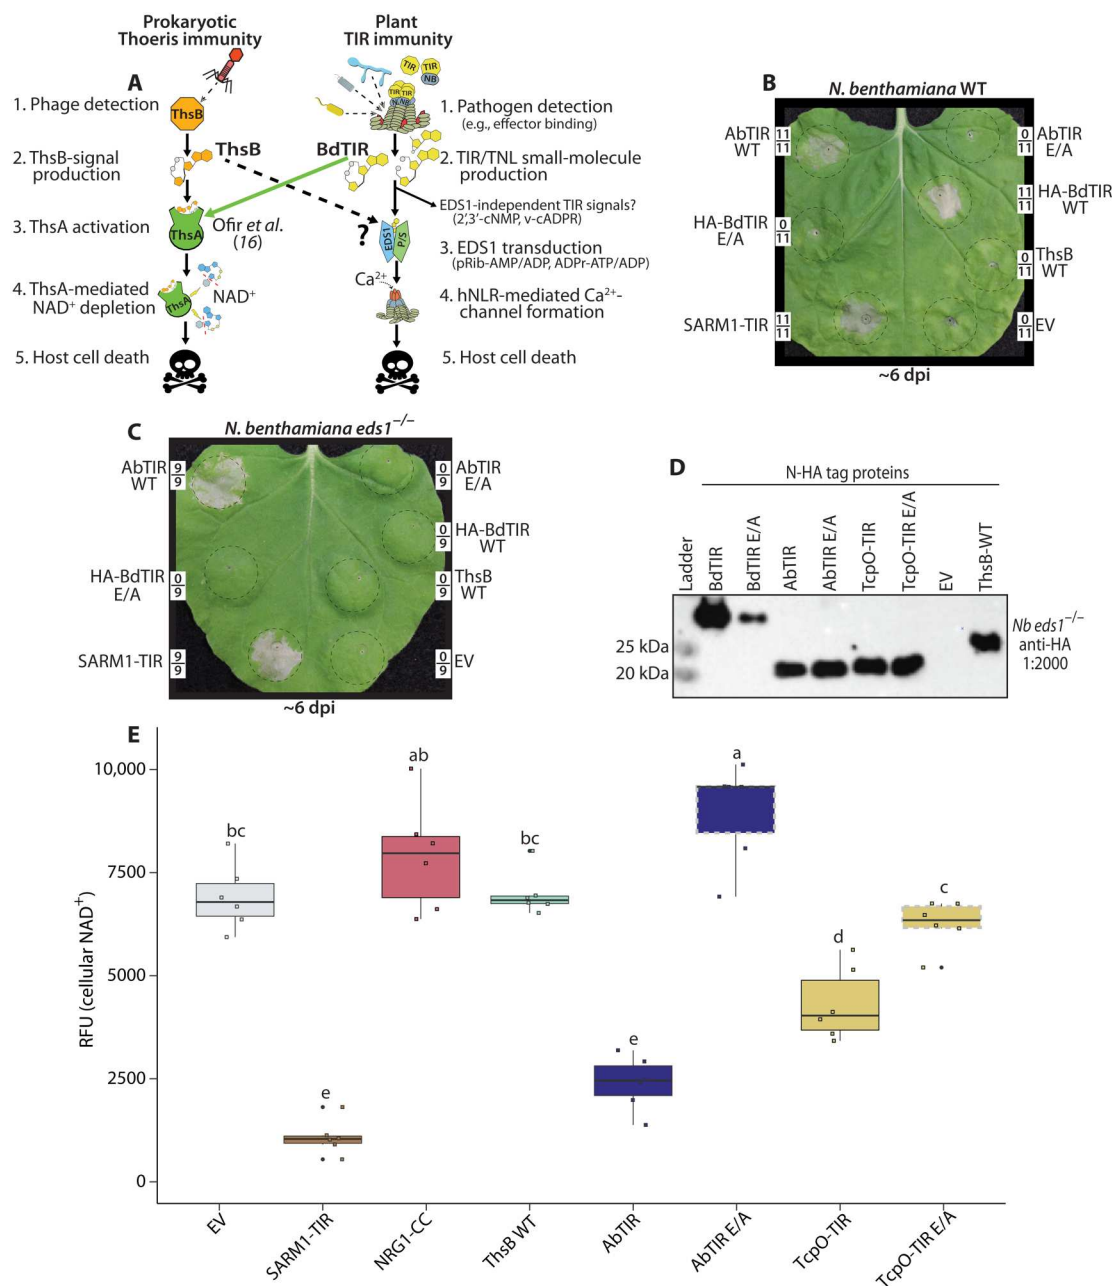 Prokaryotic
Thoeris immunity
Plant
TIR immunity
A
TIR
TIR
NB
TIR
TIR
1. Phage detection
ThsB
1. Pathogen detection
(e.g., effector binding)
2. ThsB-signal
production
ThsB
BdTIR
2. TIR/TNL small-molecule
production
EDS1-independent TIR signals?
(2′,3′-cNMP, v-cADPR)
3. ThsA activation
ThsA
Ofir et al.
(16)
?
EDS1
P/S
3. EDS1 transduction
(pRib-AMP/ADP, ADPr-ATP/ADP)
4. ThsA-mediated
NAD⁺ depletion
ThsA
NAD⁺
Ca²⁺
4. hNLR-mediated Ca²⁺-
channel formation
5. Host cell death
5. Host cell death
B
N. benthamiana WT
AbTIR
WT
11
11
0
11
AbTIR
E/A
11
11
HA-BdTIR
WT
HA-BdTIR
E/A
0
11
0
11
ThsB
WT
SARM1-TIR
11
11
0
11
EV
~6 dpi
C
N. benthamiana eds1⁻/⁻
AbTIR
WT
9
9
0
9
AbTIR
E/A
0
9
HA-BdTIR
WT
HA-BdTIR
E/A
0
9
0
9
ThsB
WT
SARM1-TIR
9
9
0
9
EV
~6 dpi
D
N-HA tag proteins
Ladder
BdTIR
BdTIR E/A
AbTIR
AbTIR E/A
TcpO-TIR
TcpO-TIR E/A
EV
ThsB-WT
25 kDa
20 kDa
Nb eds1⁻/⁻
anti-HA
1:2000
E
RFU (cellular NAD⁺)
10,000
7500
5000
2500
0
bc
e
ab
bc
e
a
d
c
EV
SARM1-TIR
NRG1-CC
ThsB WT
AbTIR
AbTIR E/A
TcpO-TIR
TcpO-TIR E/A